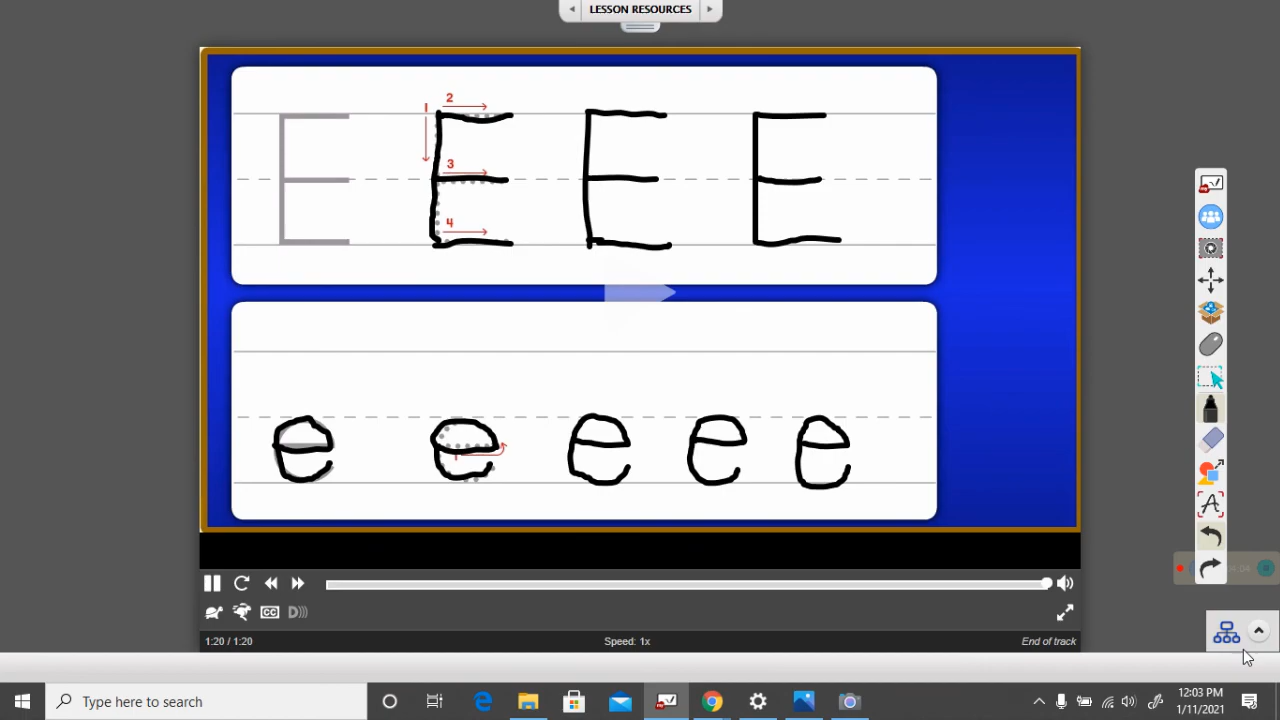 LESSON RESOURCES
1 2
3
4
E E E E
e e e e e
1:20 / 1:20 Speed: 1x End of track
CC D
Type here to search
12:03 PM
1/11/2021